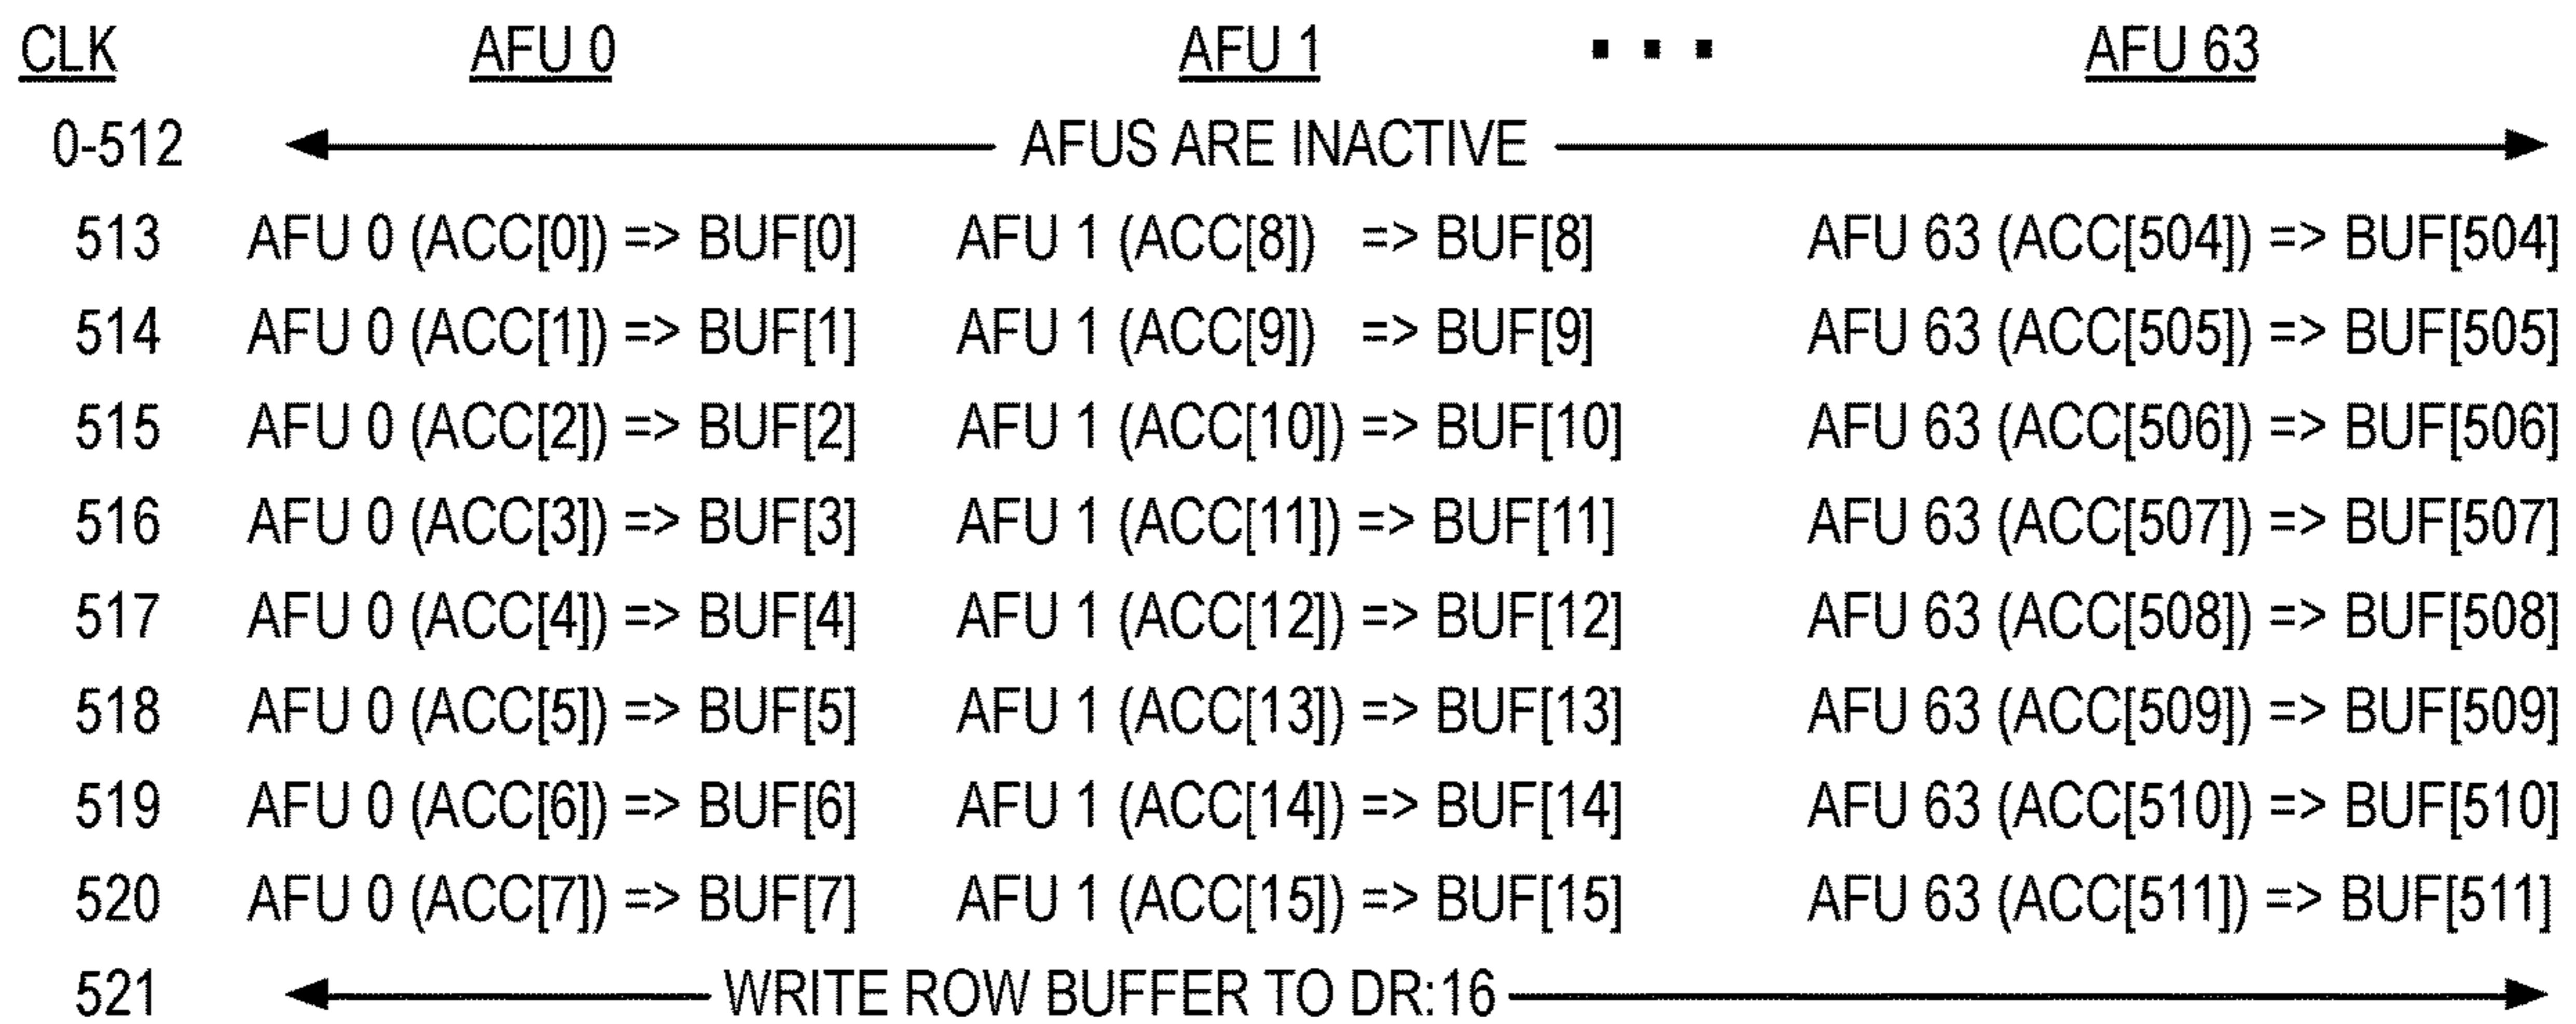 CLK AFU 0 AFU 1 ... AFU 63
0-512 AFUS ARE INACTIVE
513 AFU 0 (ACC[0]) => BUF[0] AFU 1 (ACC[8]) => BUF[8] AFU 63 (ACC[504]) => BUF[504]
514 AFU 0 (ACC[1]) => BUF[1] AFU 1 (ACC[9]) => BUF[9] AFU 63 (ACC[505]) => BUF[505]
515 AFU 0 (ACC[2]) => BUF[2] AFU 1 (ACC[10]) => BUF[10] AFU 63 (ACC[506]) => BUF[506]
516 AFU 0 (ACC[3]) => BUF[3] AFU 1 (ACC[11]) => BUF[11] AFU 63 (ACC[507]) => BUF[507]
517 AFU 0 (ACC[4]) => BUF[4] AFU 1 (ACC[12]) => BUF[12] AFU 63 (ACC[508]) => BUF[508]
518 AFU 0 (ACC[5]) => BUF[5] AFU 1 (ACC[13]) => BUF[13] AFU 63 (ACC[509]) => BUF[509]
519 AFU 0 (ACC[6]) => BUF[6] AFU 1 (ACC[14]) => BUF[14] AFU 63 (ACC[510]) => BUF[510]
520 AFU 0 (ACC[7]) => BUF[7] AFU 1 (ACC[15]) => BUF[15] AFU 63 (ACC[511]) => BUF[511]
521 WRITE ROW BUFFER TO DR:16